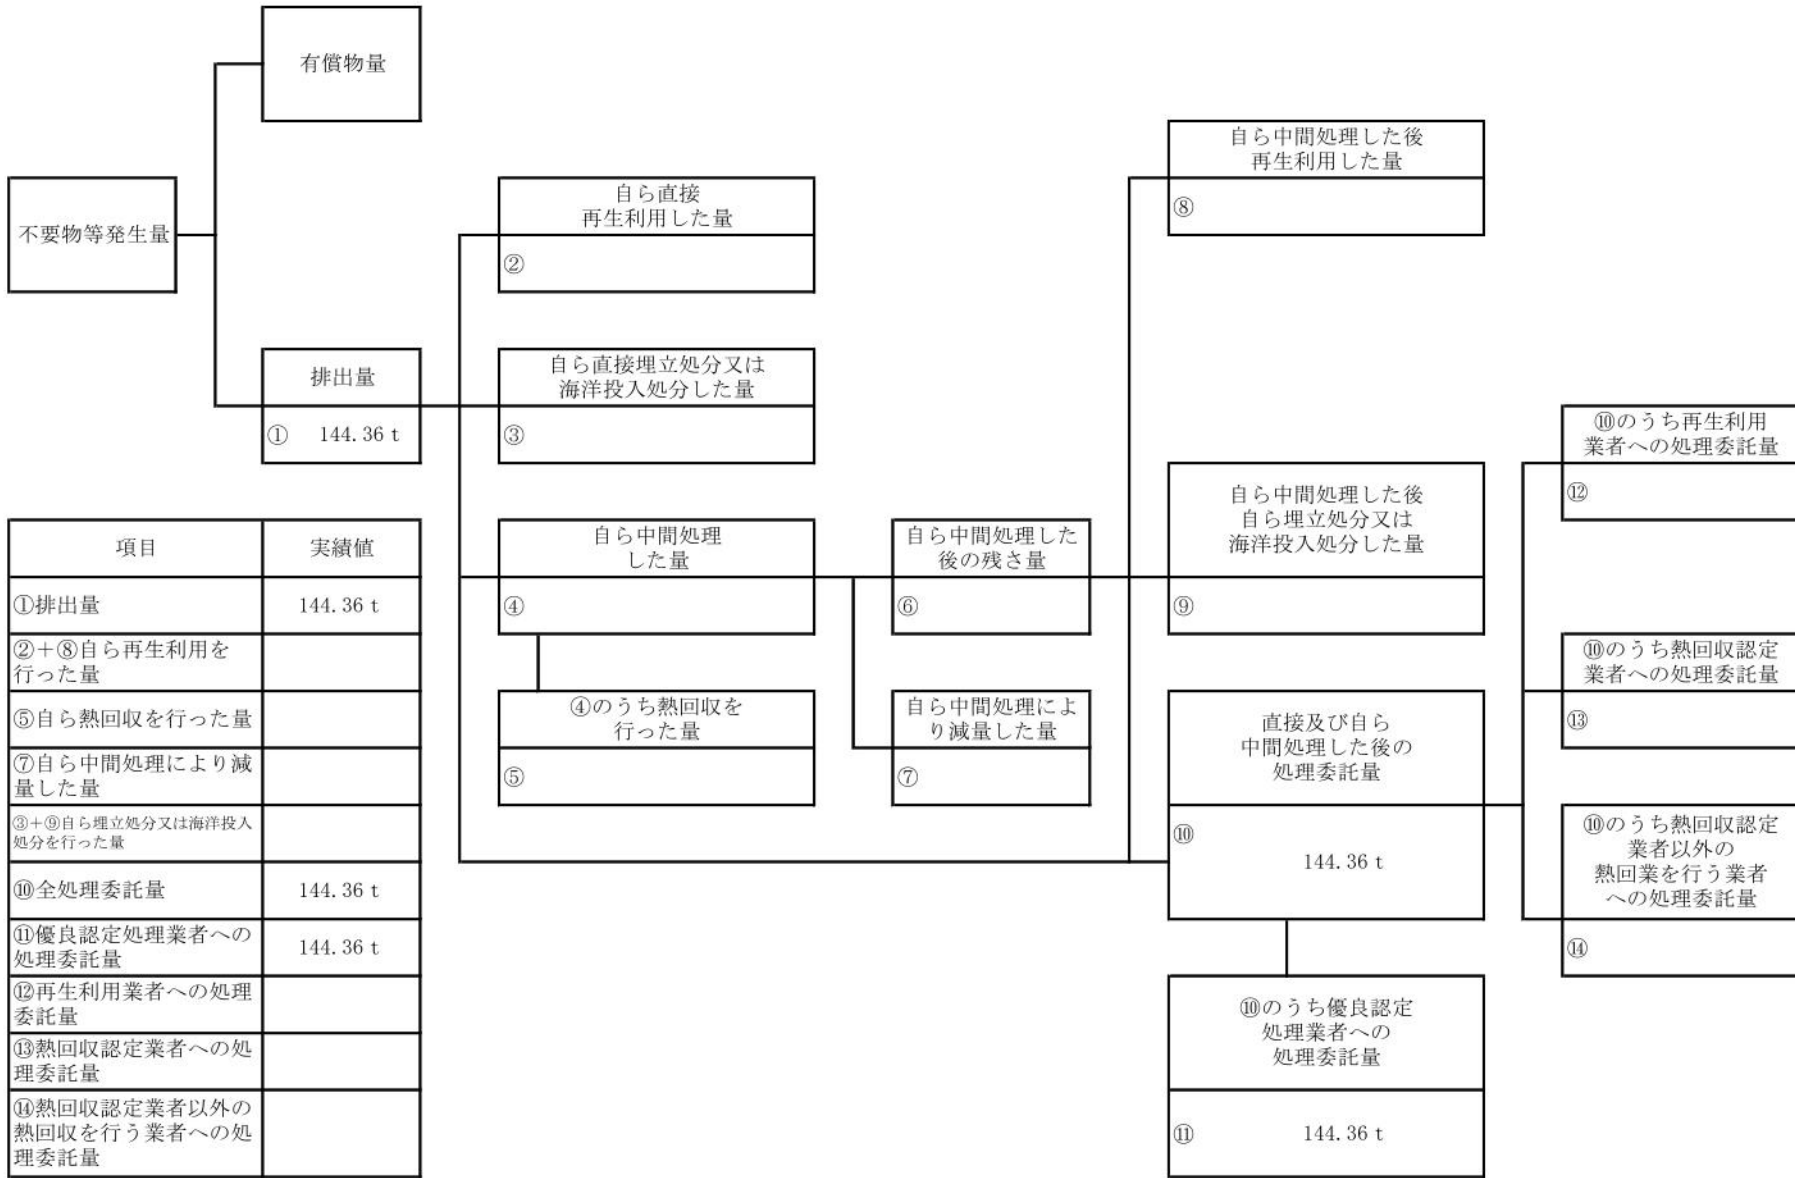 有償物量
不要物等発生量
排出量
① 144.36 t
自ら直接
再生利用した量
②
自ら直接埋立処分又は
海洋投入処分した量
③
自ら中間処理
した量
④
④のうち熱回収を
行った量
⑤
自ら中間処理した
後の残さ量
⑥
自ら中間処理によ
り減量した量
⑦
自ら中間処理した後
再生利用した量
⑧
自ら中間処理した後
自ら埋立処分又は
海洋投入処分した量
⑨
直接及び自ら
中間処理した後の
処理委託量
⑩
144.36 t
⑩のうち優良認定
処理業者への
処理委託量
⑪ 144.36 t
⑩のうち再生利用
業者への処理委託量
⑫
⑩のうち熱回収認定
業者への処理委託量
⑬
⑩のうち熱回収認定
業者以外の
熱回業を行う業者
への処理委託量
⑭
項目 実績値
①排出量 144.36 t
②+⑧自ら再生利用を
行った量
⑤自ら熱回収を行った量
⑦自ら中間処理により減
量した量
③+⑨自ら埋立処分又は海洋投入
処分を行った量
⑩全処理委託量 144.36 t
⑪優良認定処理業者への
処理委託量 144.36 t
⑫再生利用業者への処理
委託量
⑬熱回収認定業者への処
理委託量
⑭熱回収認定業者以外の
熱回収を行う業者への処
理委託量